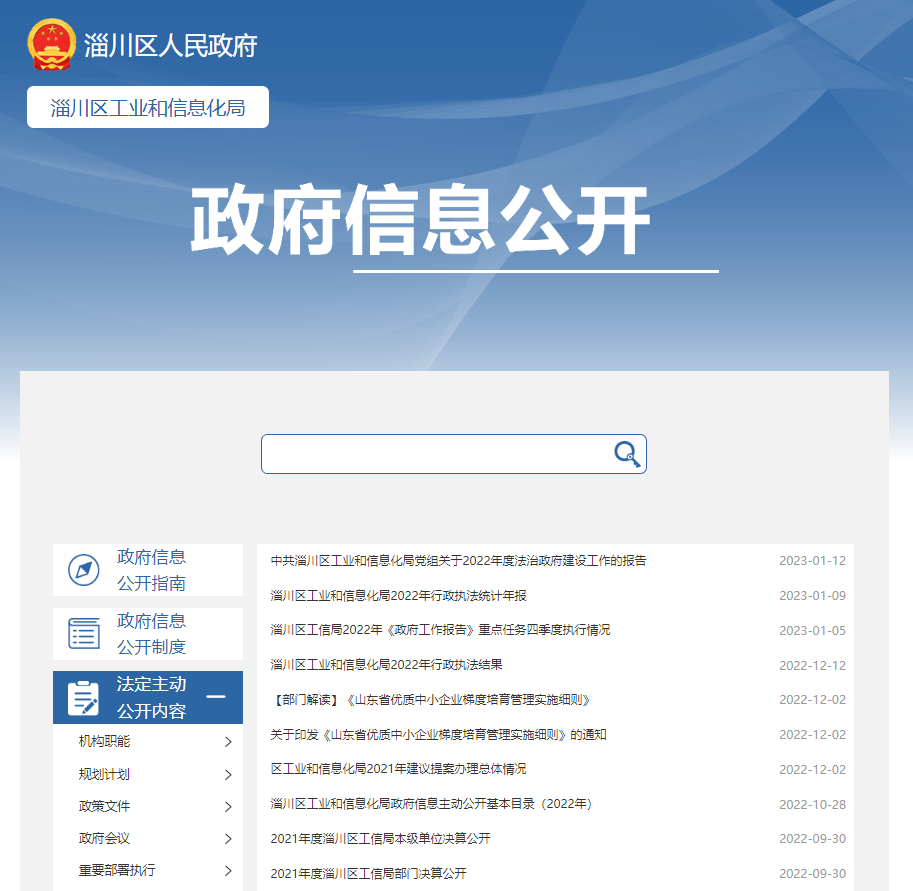 淄川区人民政府
淄川区工业和信息化局
政府信息公开
政府信息
公开指南
政府信息
公开制度
法定主动
公开内容
机构职能
规划计划
政策文件
政府会议
重要部署执行
中共淄川区工业和信息化局党组关于2022年度法治政府建设工作的报告 2023-01-12
淄川区工业和信息化局2022年行政执法统计年报 2023-01-09
淄川区工信局2022年《政府工作报告》重点任务四季度执行情况 2023-01-05
淄川区工业和信息化局2022年行政执法结果 2022-12-12
【部门解读】《山东省优质中小企业梯度培育管理实施细则》 2022-12-02
关于印发《山东省优质中小企业梯度培育管理实施细则》的通知 2022-12-02
区工业和信息化局2021年建议提案办理总体情况 2022-12-02
淄川区工业和信息化局政府信息主动公开基本目录（2022年） 2022-10-28
2021年度淄川区工信局本级单位决算公开 2022-09-30
2021年度淄川区工信局部门决算公开 2022-09-30